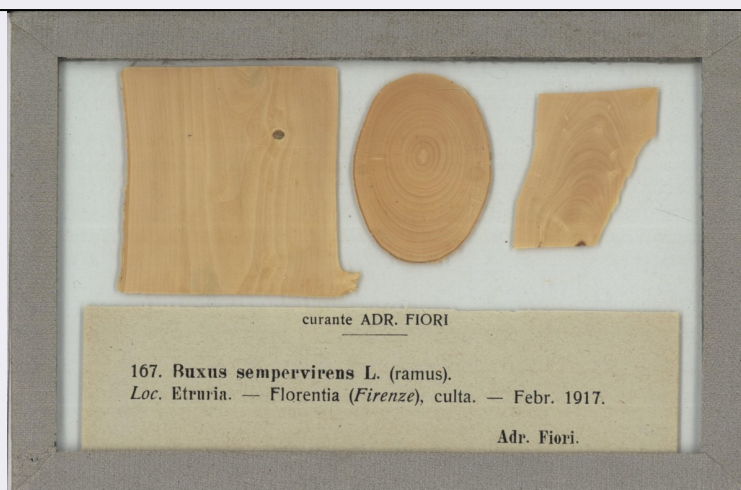 curante ADR. FIORI
167. Buxus sempervirens L. (ramus).
Loc. Etruria. — Florentia (Firenze), culta. — Febr. 1917.
Adr. Fiori.